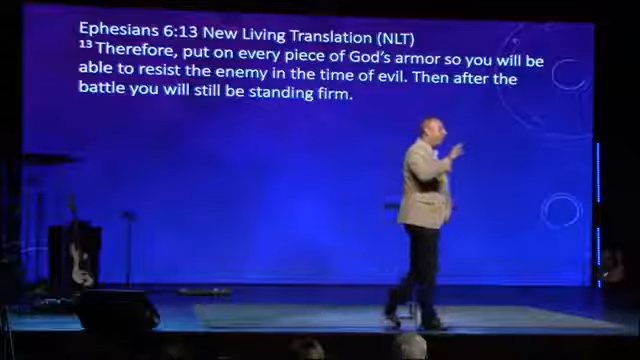 Ephesians 6:13 New Living Translation (NLT)
13 Therefore, put on every piece of God's armor so you will be
able to resist the enemy in the time of evil. Then after the
battle you will still be standing firm.